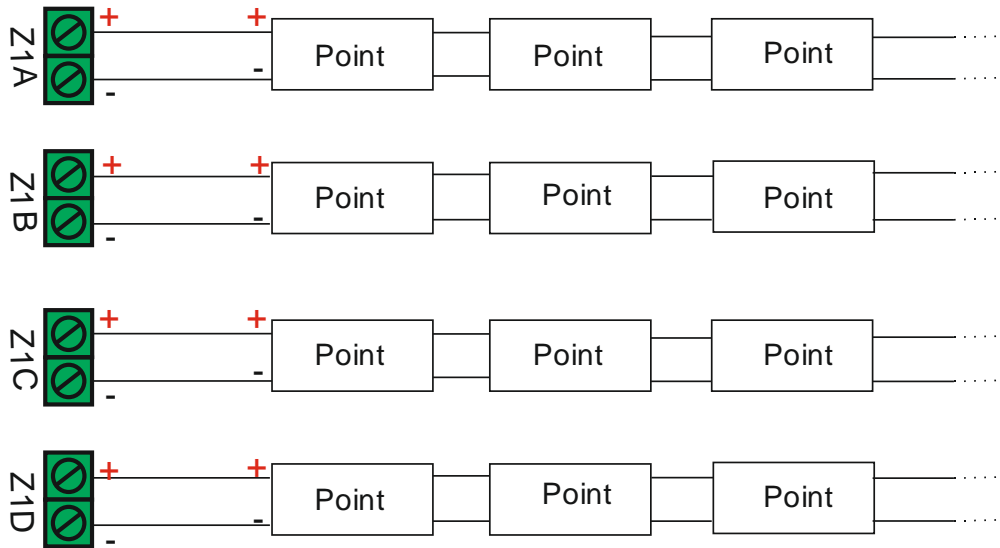 Z1A + + Point Point Point
- -
Z1B + + Point Point Point
- -
Z1C + + Point Point Point
- -
Z1D + + Point Point Point
- -